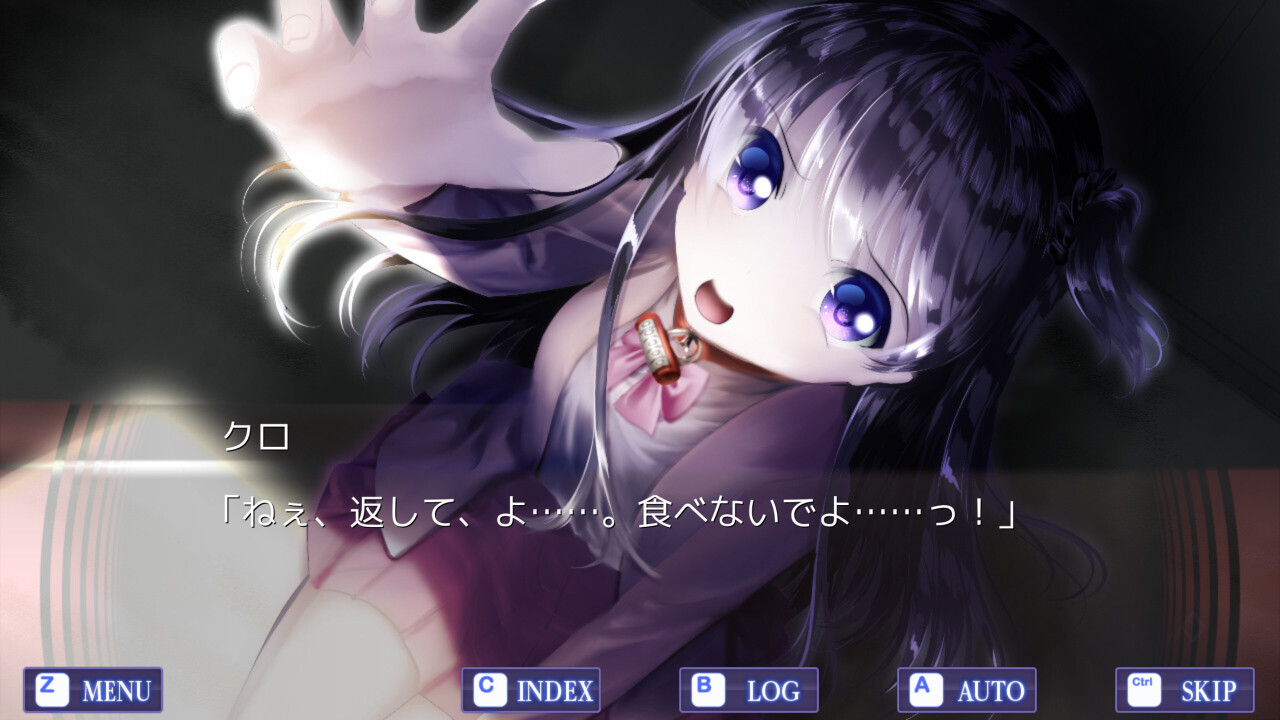 クロ
「ねぇ、返して、よ……。食べないでよ……っ！」
Z MENU
C INDEX
B LOG
A AUTO
Ctrl SKIP